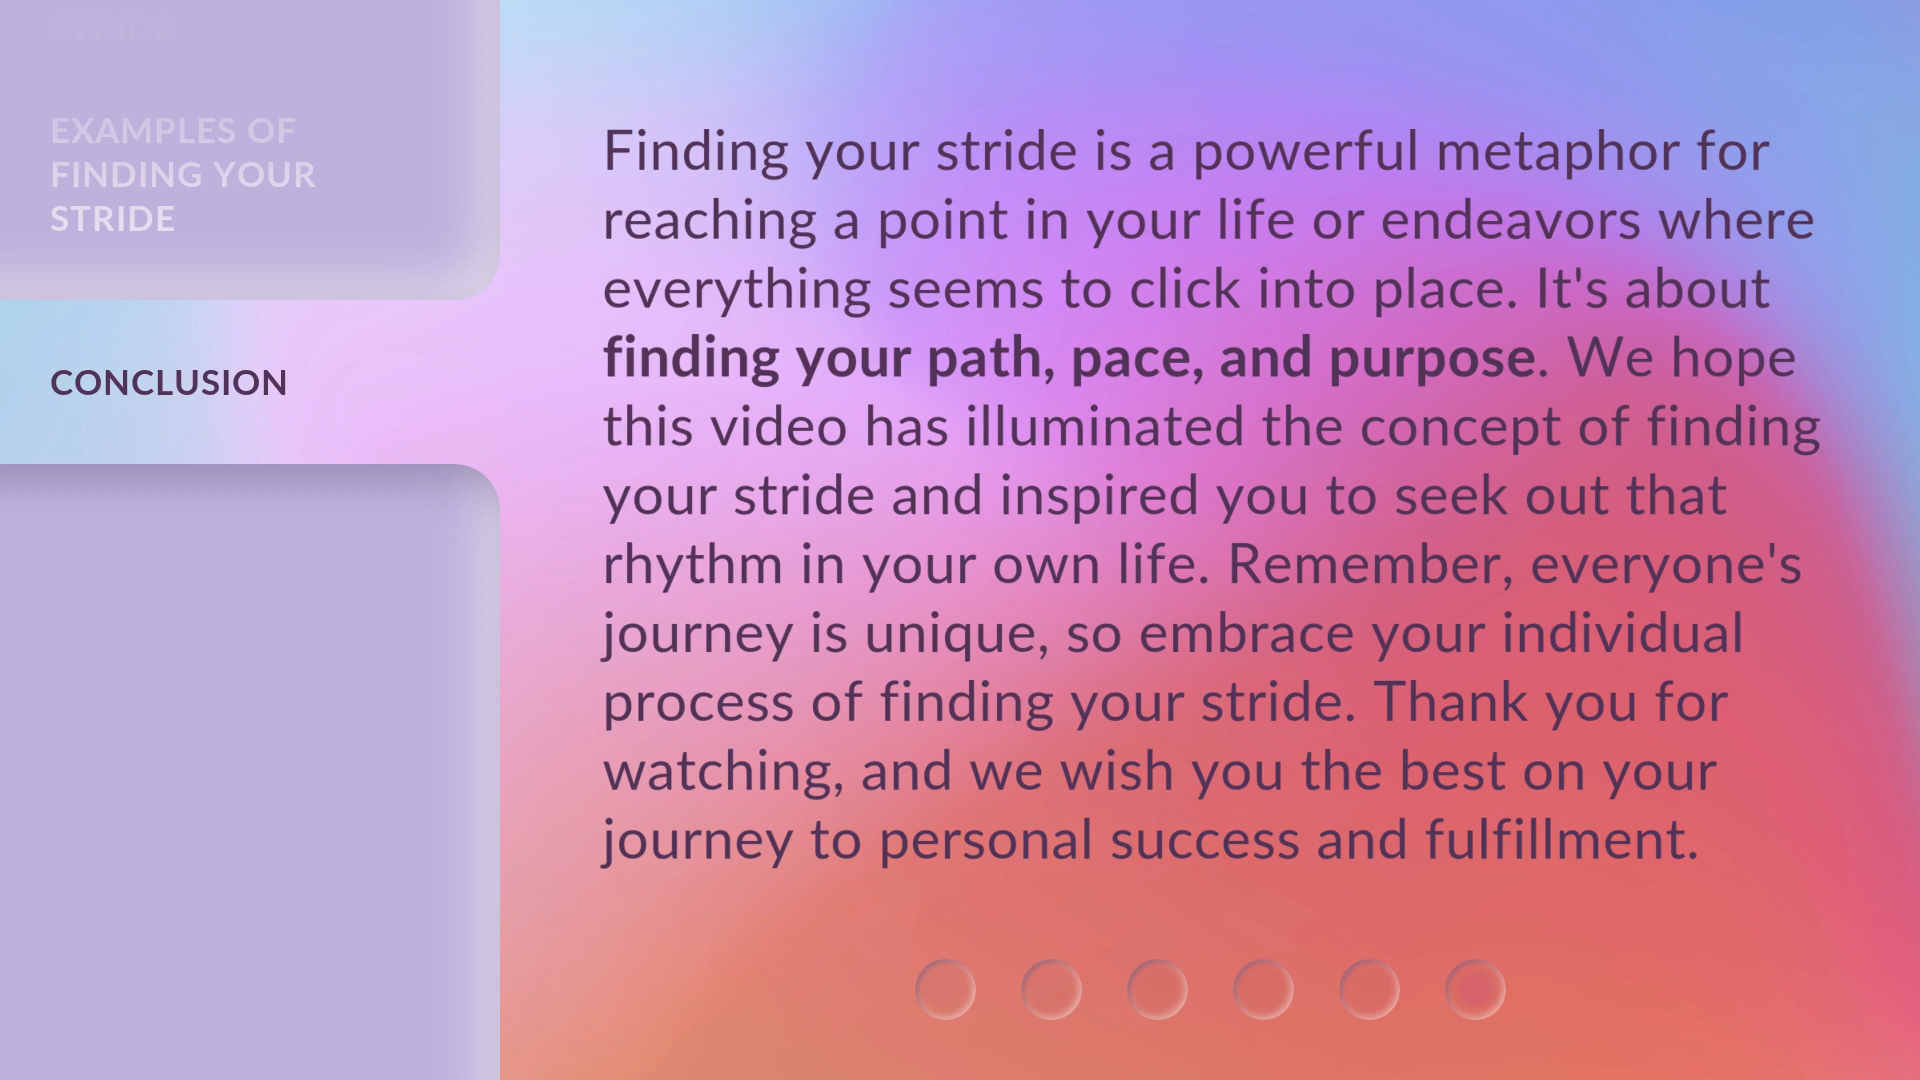 STRIDE
EXAMPLES OF
FINDING YOUR
STRIDE
CONCLUSION
Finding your stride is a powerful metaphor for
reaching a point in your life or endeavors where
everything seems to click into place. It's about
finding your path, pace, and purpose. We hope
this video has illuminated the concept of finding
your stride and inspired you to seek out that
rhythm in your own life. Remember, everyone's
journey is unique, so embrace your individual
process of finding your stride. Thank you for
watching, and we wish you the best on your
journey to personal success and fulfillment.